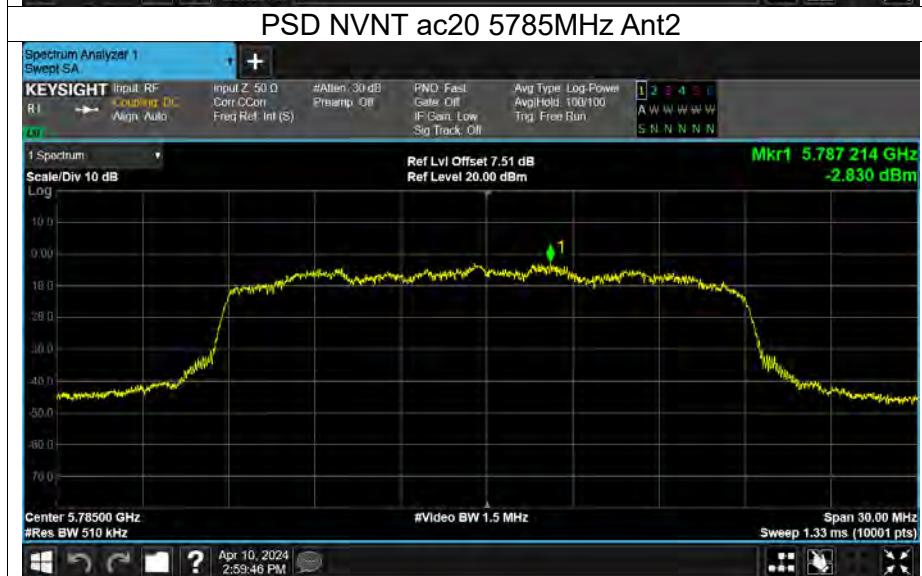 PSD NVNT ac20 5785MHz Ant2
Spectrum Analyzer 1
Swept SA
+
KEYSIGHT Input: RF Input Z: 50 Ω #Atten: 30 dB PNO: Fast Avg Type: Log-Power 1 2 3 4 5 6
Coupling: DC Corr CCorr Preamp: Off Gate: Off Avg|Hold: 100/100 A W W W W W
Align: Auto Freq Ref: Int (S) IF Gain: Low Trig: Free Run
Sig Track: Off S N N N N N
1 Spectrum Ref Lvl Offset 7.51 dB Mkr1 5.787 214 GHz
Scale/Div 10 dB Ref Level 20.00 dBm -2.830 dBm
Log
10.0
0.00
1
-10.0
-20.0
-30.0
-40.0
-50.0
-60.0
-70.0
Center 5.78500 GHz #Video BW 1.5 MHz Span 30.00 MHz
#Res BW 510 kHz Sweep 1.33 ms (10001 pts)
? Apr 10, 2024
2:59:46 PM